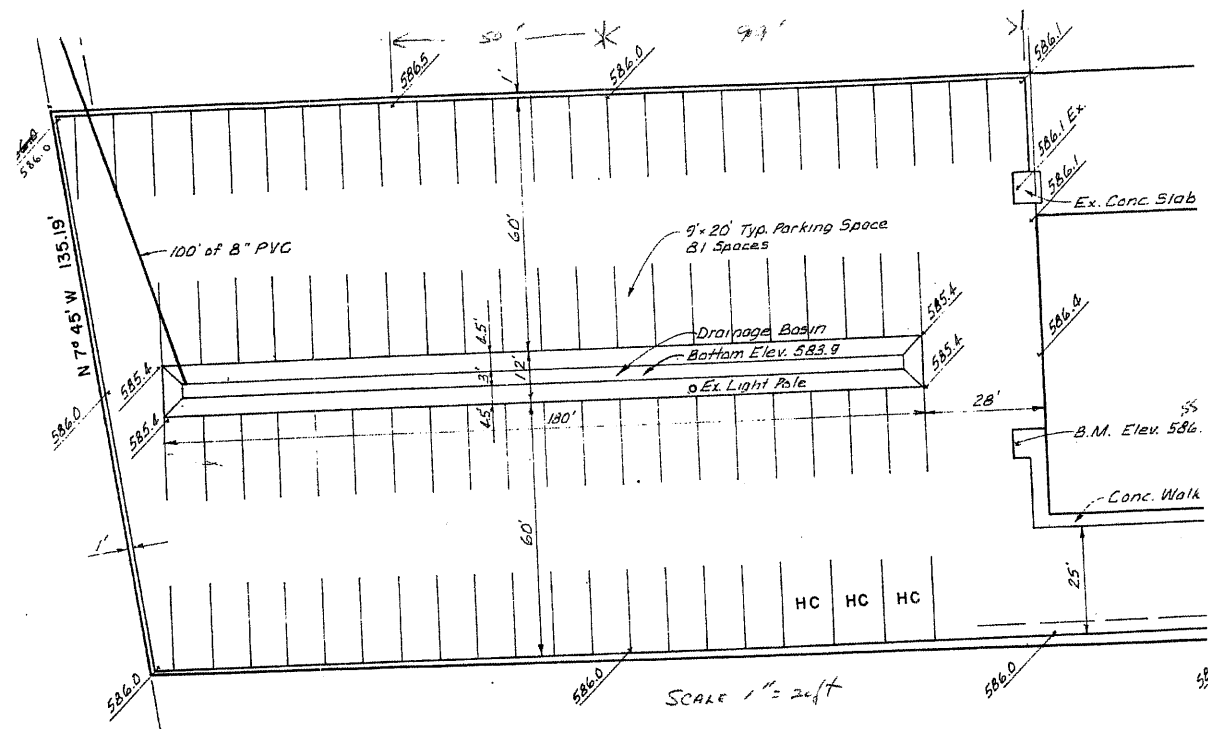 50'
99'
1'
586.5
586.0
586.1
586.0
586.1 Ex.
586.1
Ex. Conc. Slab
N 7° 45' W 135.19'
100' of 8" PVC
60'
9'x20' Typ. Parking Space
81 Spaces
585.4
4.5'
Drainage Basin
12'
Bottom Elev. 583.9
586.4
585.4
3'
585.4
Ex. Light Pole
586.0
585.4
4.5'
180'
28'
B.M. Elev. 586.
Conc. Walk
60'
1'
25'
HC HC HC
586.0
586.0
SCALE 1"=20ft
586.0